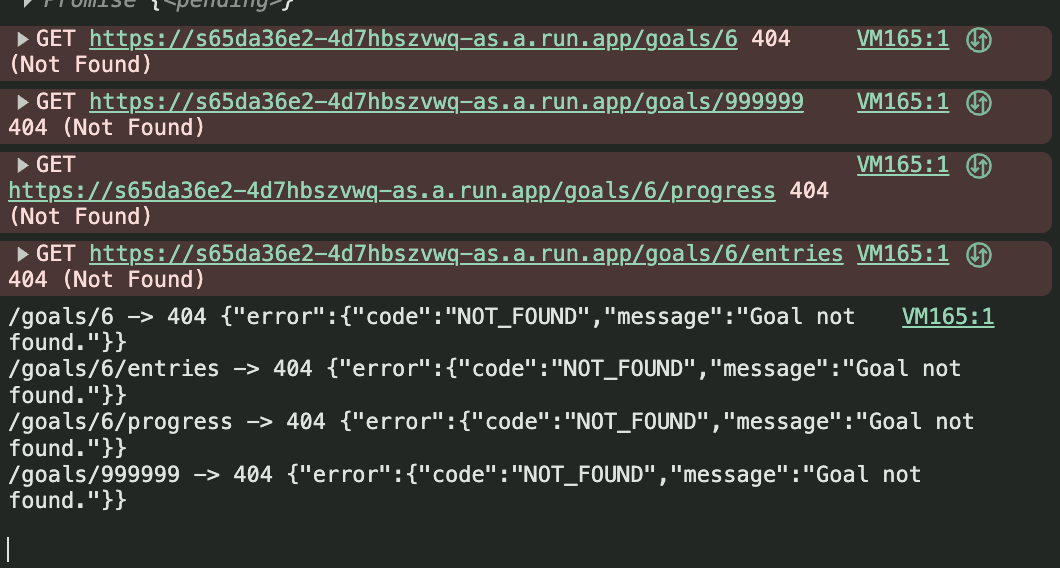 ▶ Promise {<pending>}
▶ GET https://s65da36e2-4d7hbszvwq-as.a.run.app/goals/6 404 VM165:1
(Not Found)
▶ GET https://s65da36e2-4d7hbszvwq-as.a.run.app/goals/999999 VM165:1
404 (Not Found)
▶ GET VM165:1
https://s65da36e2-4d7hbszvwq-as.a.run.app/goals/6/progress 404
(Not Found)
▶ GET https://s65da36e2-4d7hbszvwq-as.a.run.app/goals/6/entries VM165:1
404 (Not Found)
/goals/6 -> 404 {"error":{"code":"NOT_FOUND","message":"Goal not VM165:1
found."}}
/goals/6/entries -> 404 {"error":{"code":"NOT_FOUND","message":"Goal not
found."}}
/goals/6/progress -> 404 {"error":{"code":"NOT_FOUND","message":"Goal not
found."}}
/goals/999999 -> 404 {"error":{"code":"NOT_FOUND","message":"Goal not
found."}}